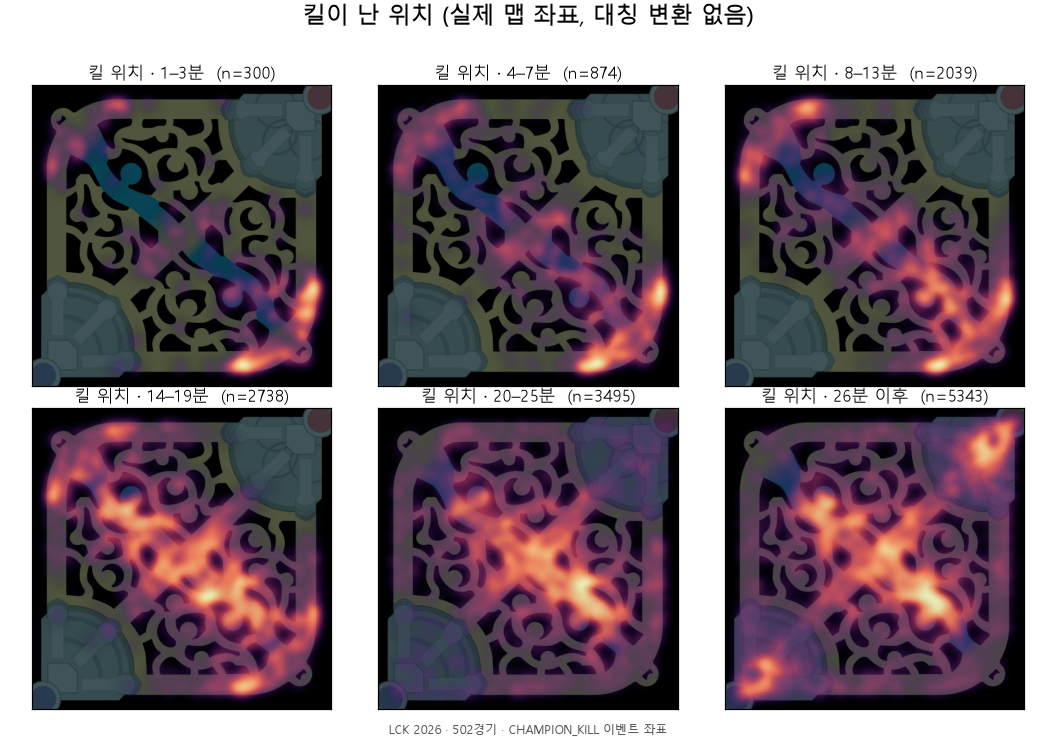 킬이 난 위치 (실제 맵 좌표, 대칭 변환 없음)
킬 위치 · 1–3분 (n=300)
킬 위치 · 4–7분 (n=874)
킬 위치 · 8–13분 (n=2039)
킬 위치 · 14–19분 (n=2738)
킬 위치 · 20–25분 (n=3495)
킬 위치 · 26분 이후 (n=5343)
LCK 2026 · 502경기 · CHAMPION_KILL 이벤트 좌표